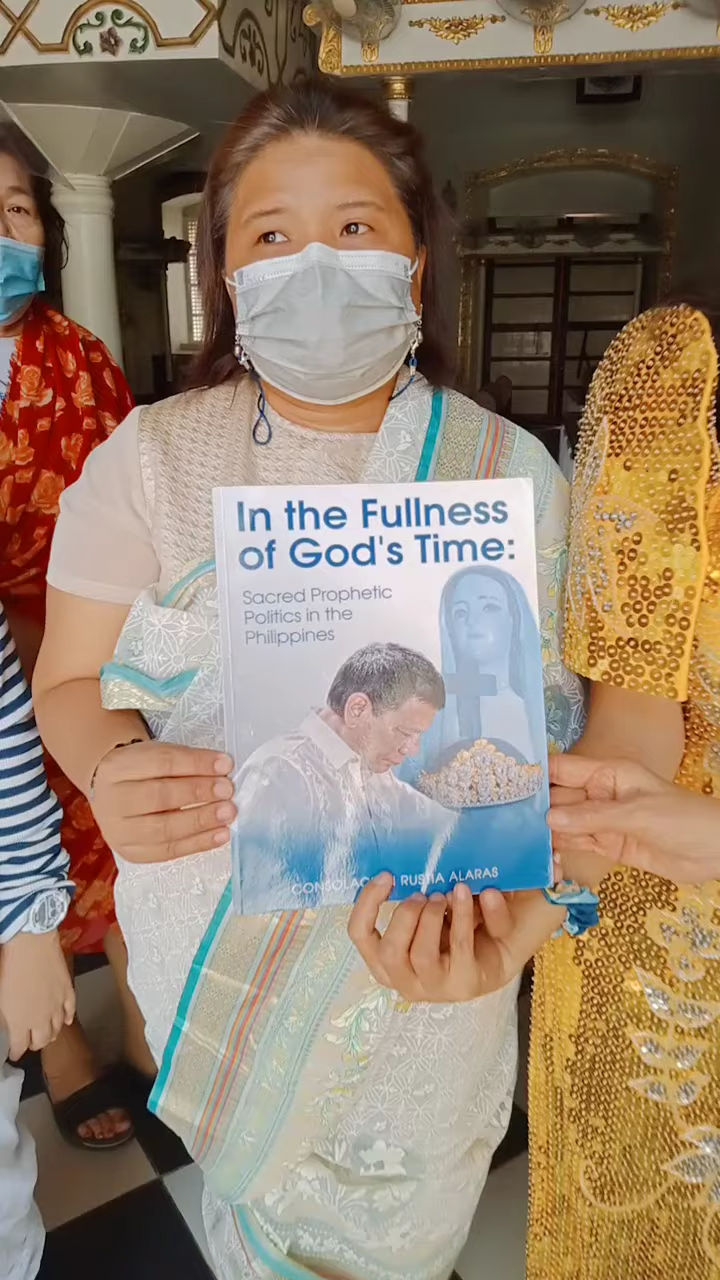 In the Fullness
of God's Time:
Sacred Prophetic
Politics in the
Philippines
RUSTIA ALARAS